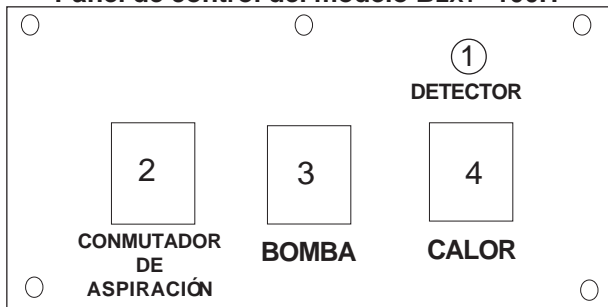 Panel de control del modelo
1
DETECTOR
2
3
4
CONMUTADOR
DE
ASPIRACIÓN
BOMBA
CALOR